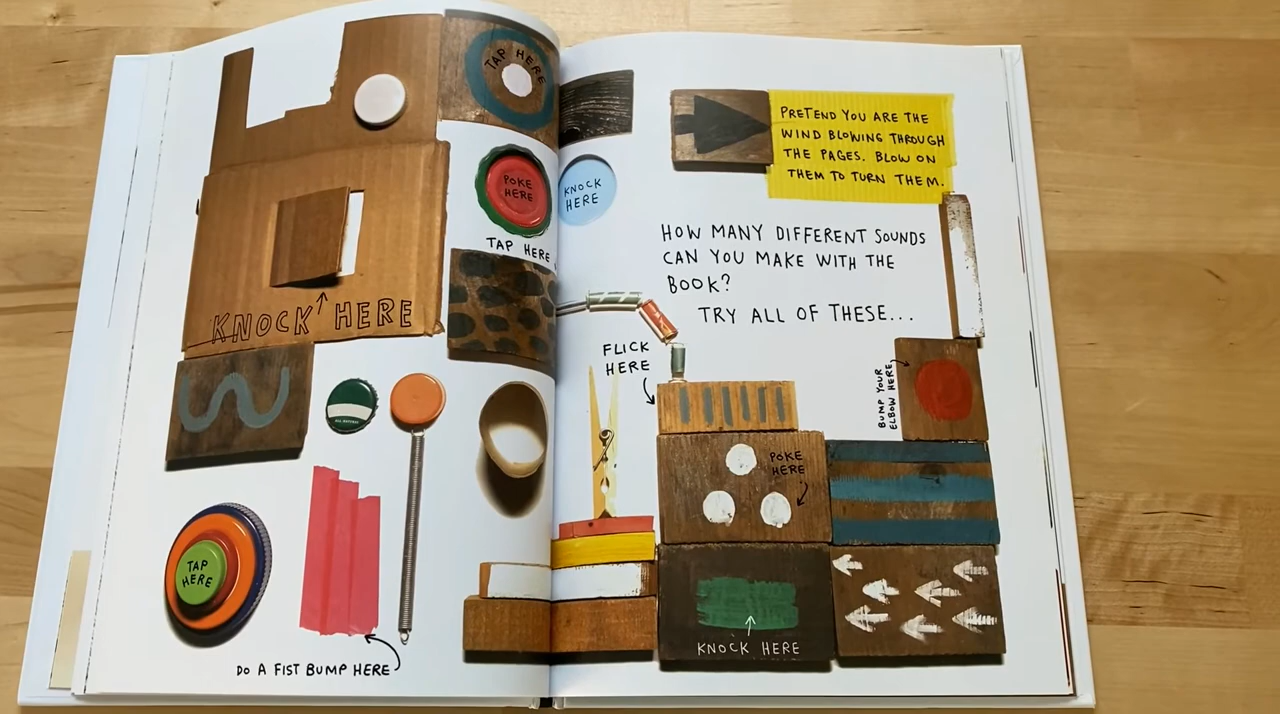 TAP HERE
POKE
HERE
TAP HERE
KNOCK HERE
ALL NATURAL
TAP
HERE
DO A FIST BUMP HERE
KNOCK
HERE
PRETEND YOU ARE THE
WIND BLOWING THROUGH
THE PAGES. BLOW ON
THEM TO TURN THEM.
HOW MANY DIFFERENT SOUNDS
CAN YOU MAKE WITH THE
BOOK?
TRY ALL OF THESE...
FLICK
HERE
BUMP YOUR
ELBOW HERE
POKE
HERE
KNOCK HERE